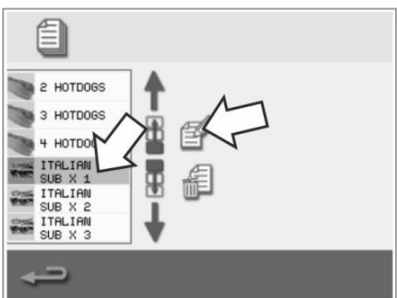 2 HOTDOGS
3 HOTDOGS
4 HOTDO
ITALIAN
SUB X 1
ITALIAN
SUB X 2
ITALIAN
SUB X 3